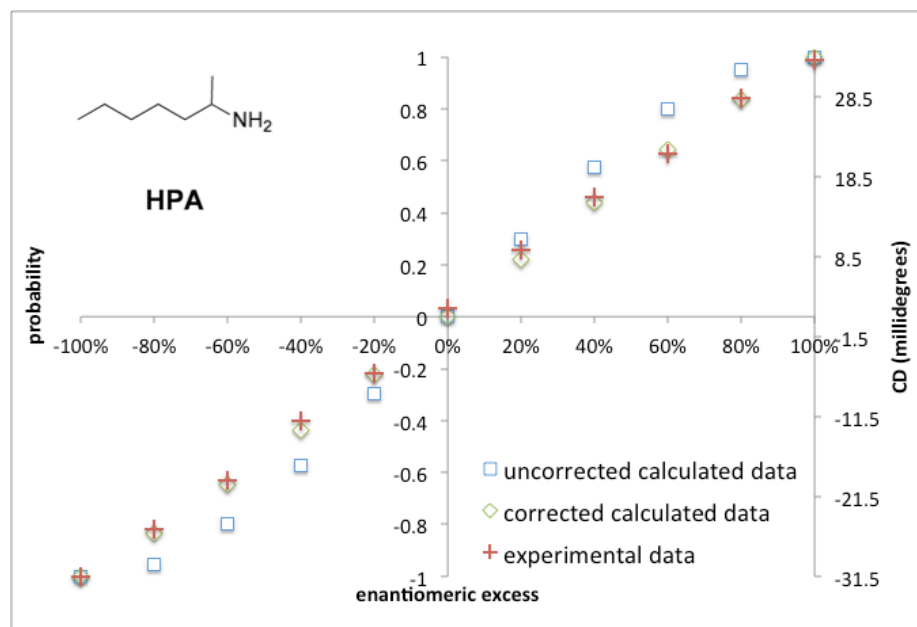 1
0.8
0.6
0.4
0.2
0
-0.2
-0.4
-0.6
-0.8
-1
28.5
18.5
8.5
-1.5
-11.5
-21.5
-31.5
-100% -80% -60% -40% -20% 0% 20% 40% 60% 80% 100%
NH2
HPA
probability
CD (millidegrees)
uncorrected calculated data
corrected calculated data
experimental data
enantiomeric excess